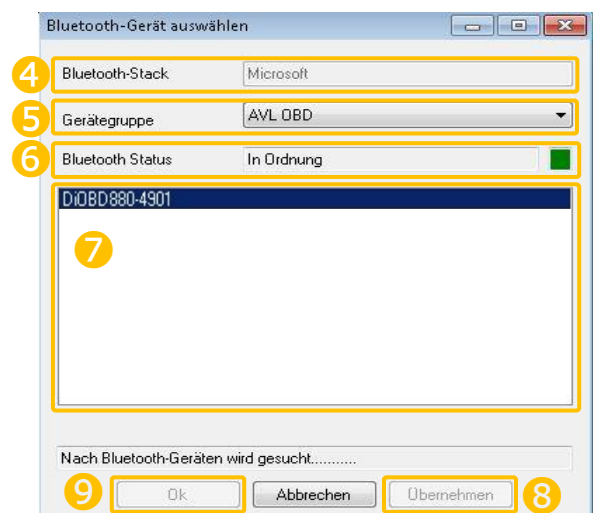 Bluetooth-Gerät auswählen
4 Bluetooth-Stack Microsoft
5 Gerätegruppe AVL OBD
6 Bluetooth Status In Ordnung
DiOBD880-4901
7
Nach Bluetooth-Geräten wird gesucht..........
9 Ok Abbrechen Übernehmen 8